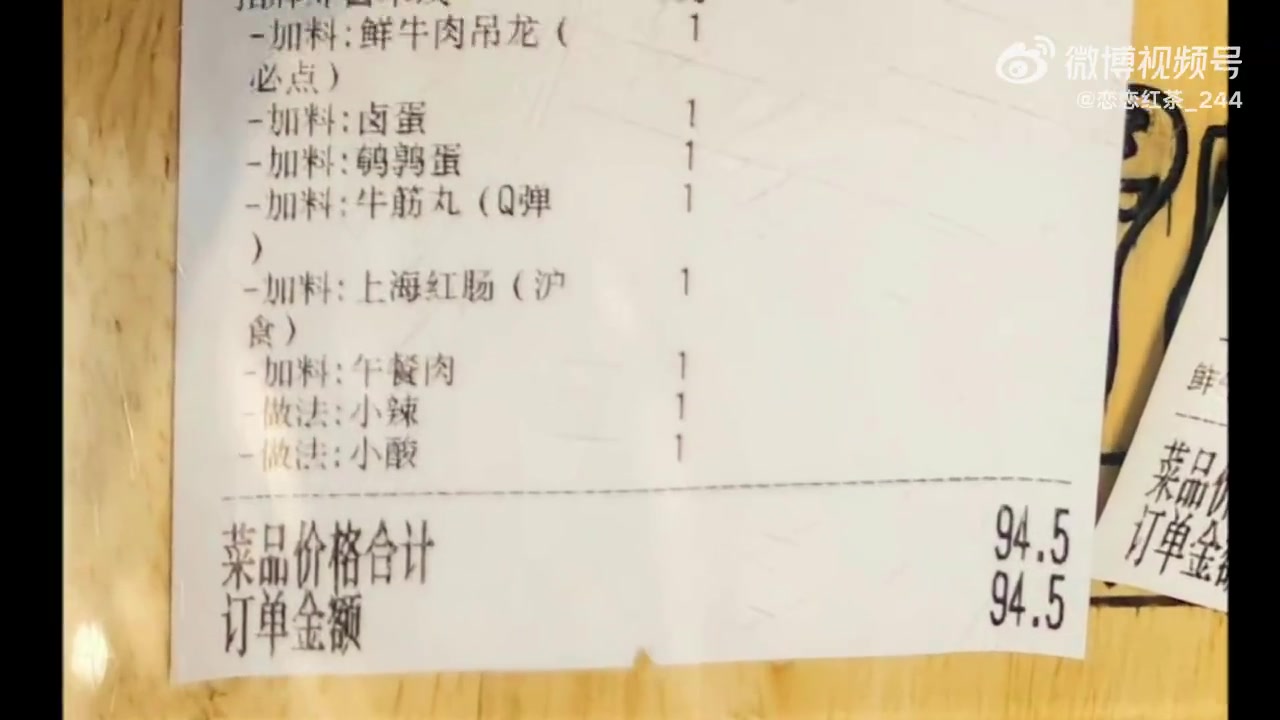 -加料:鲜牛肉吊龙( 1
必点)
-加料:卤蛋 1
-加料:鹌鹑蛋 1
-加料:牛筋丸(Q弹 1
)
-加料:上海红肠(沪 1
食)
-加料:午餐肉 1
-做法:小辣 1
-做法:小酸 1
菜品价格合计 94.5
订单金额 94.5
微博视频号
@恋恋红茶_244
鲜
菜品价
订单金额